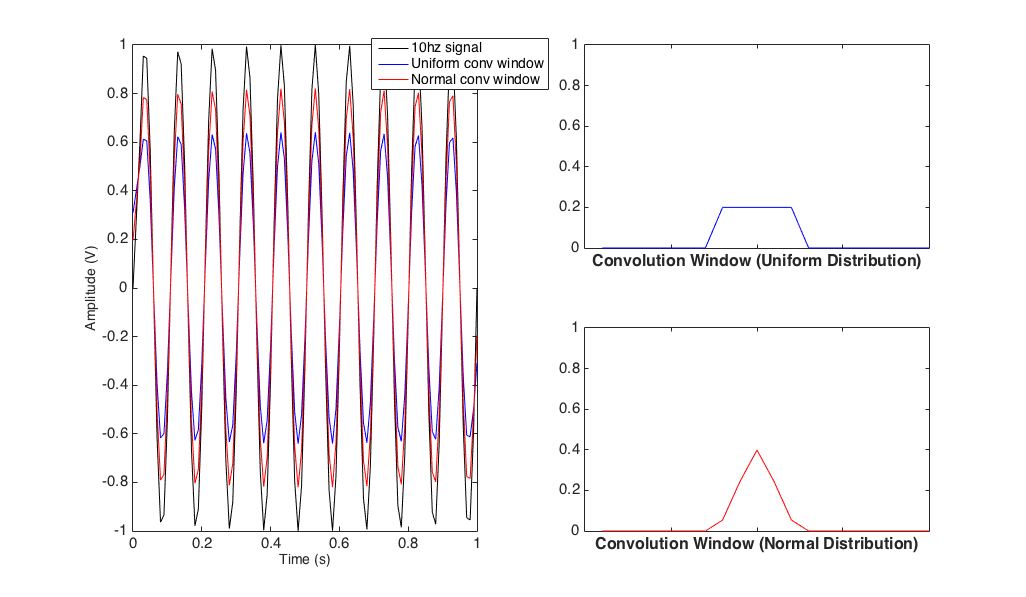 10hz signal
Uniform conv window
Normal conv window
1
0.8
0.6
0.4
0.2
0
-0.2
-0.4
-0.6
-0.8
-1
Amplitude (V)
0 0.2 0.4 0.6 0.8 1
Time (s)
1
0.8
0.6
0.4
0.2
0
Convolution Window (Uniform Distribution)
1
0.8
0.6
0.4
0.2
0
Convolution Window (Normal Distribution)